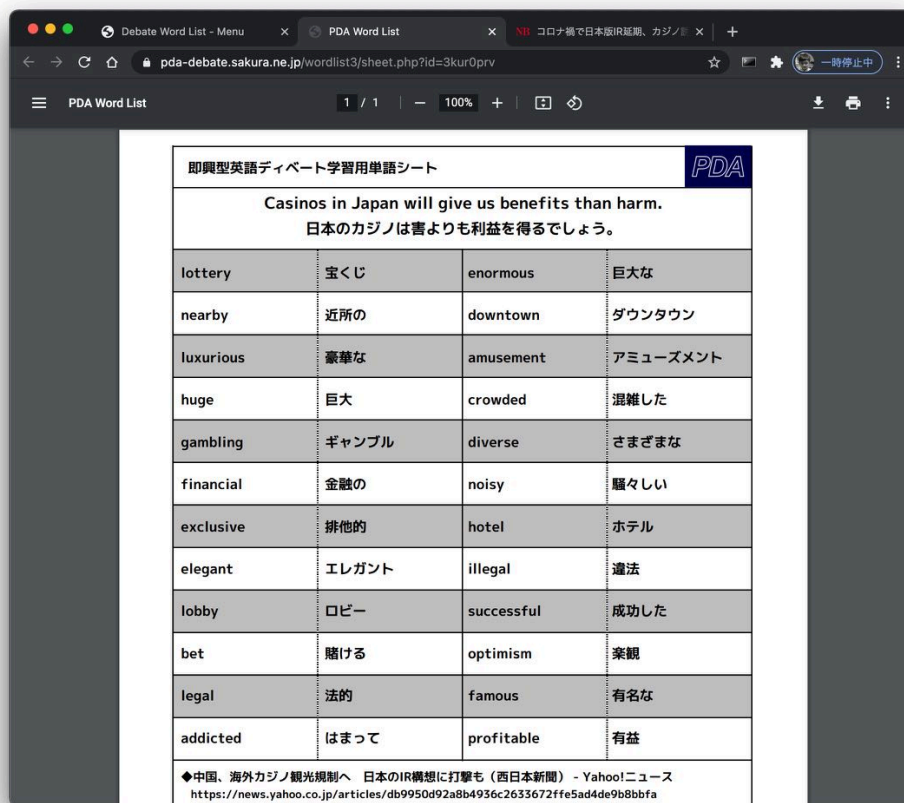 Debate Word List - Menu
PDA Word List
NB コロナ禍で日本版IR延期、カジノ
pda-debate.sakura.ne.jp/wordlist3/sheet.php?id=3kur0prv
一時停止中
PDA Word List
1 / 1
100%
即興型英語ディベート学習用単語シート
PDA
Casinos in Japan will give us benefits than harm.
日本のカジノは害よりも利益を得るでしょう。
lottery 宝くじ enormous 巨大な
nearby 近所の downtown ダウンタウン
luxurious 豪華な amusement アミューズメント
huge 巨大 crowded 混雑した
gambling ギャンブル diverse さまざまな
financial 金融の noisy 騒々しい
exclusive 排他的 hotel ホテル
elegant エレガント illegal 違法
lobby ロビー successful 成功した
bet 賭ける optimism 楽観
legal 法的 famous 有名な
addicted はまって profitable 有益
◆中国、海外カジノ観光規制へ 日本のIR構想に打撃も（西日本新聞） - Yahoo!ニュース
https://news.yahoo.co.jp/articles/db9950d92a8b4936c2633672ffe5ad4de9b8bbfa